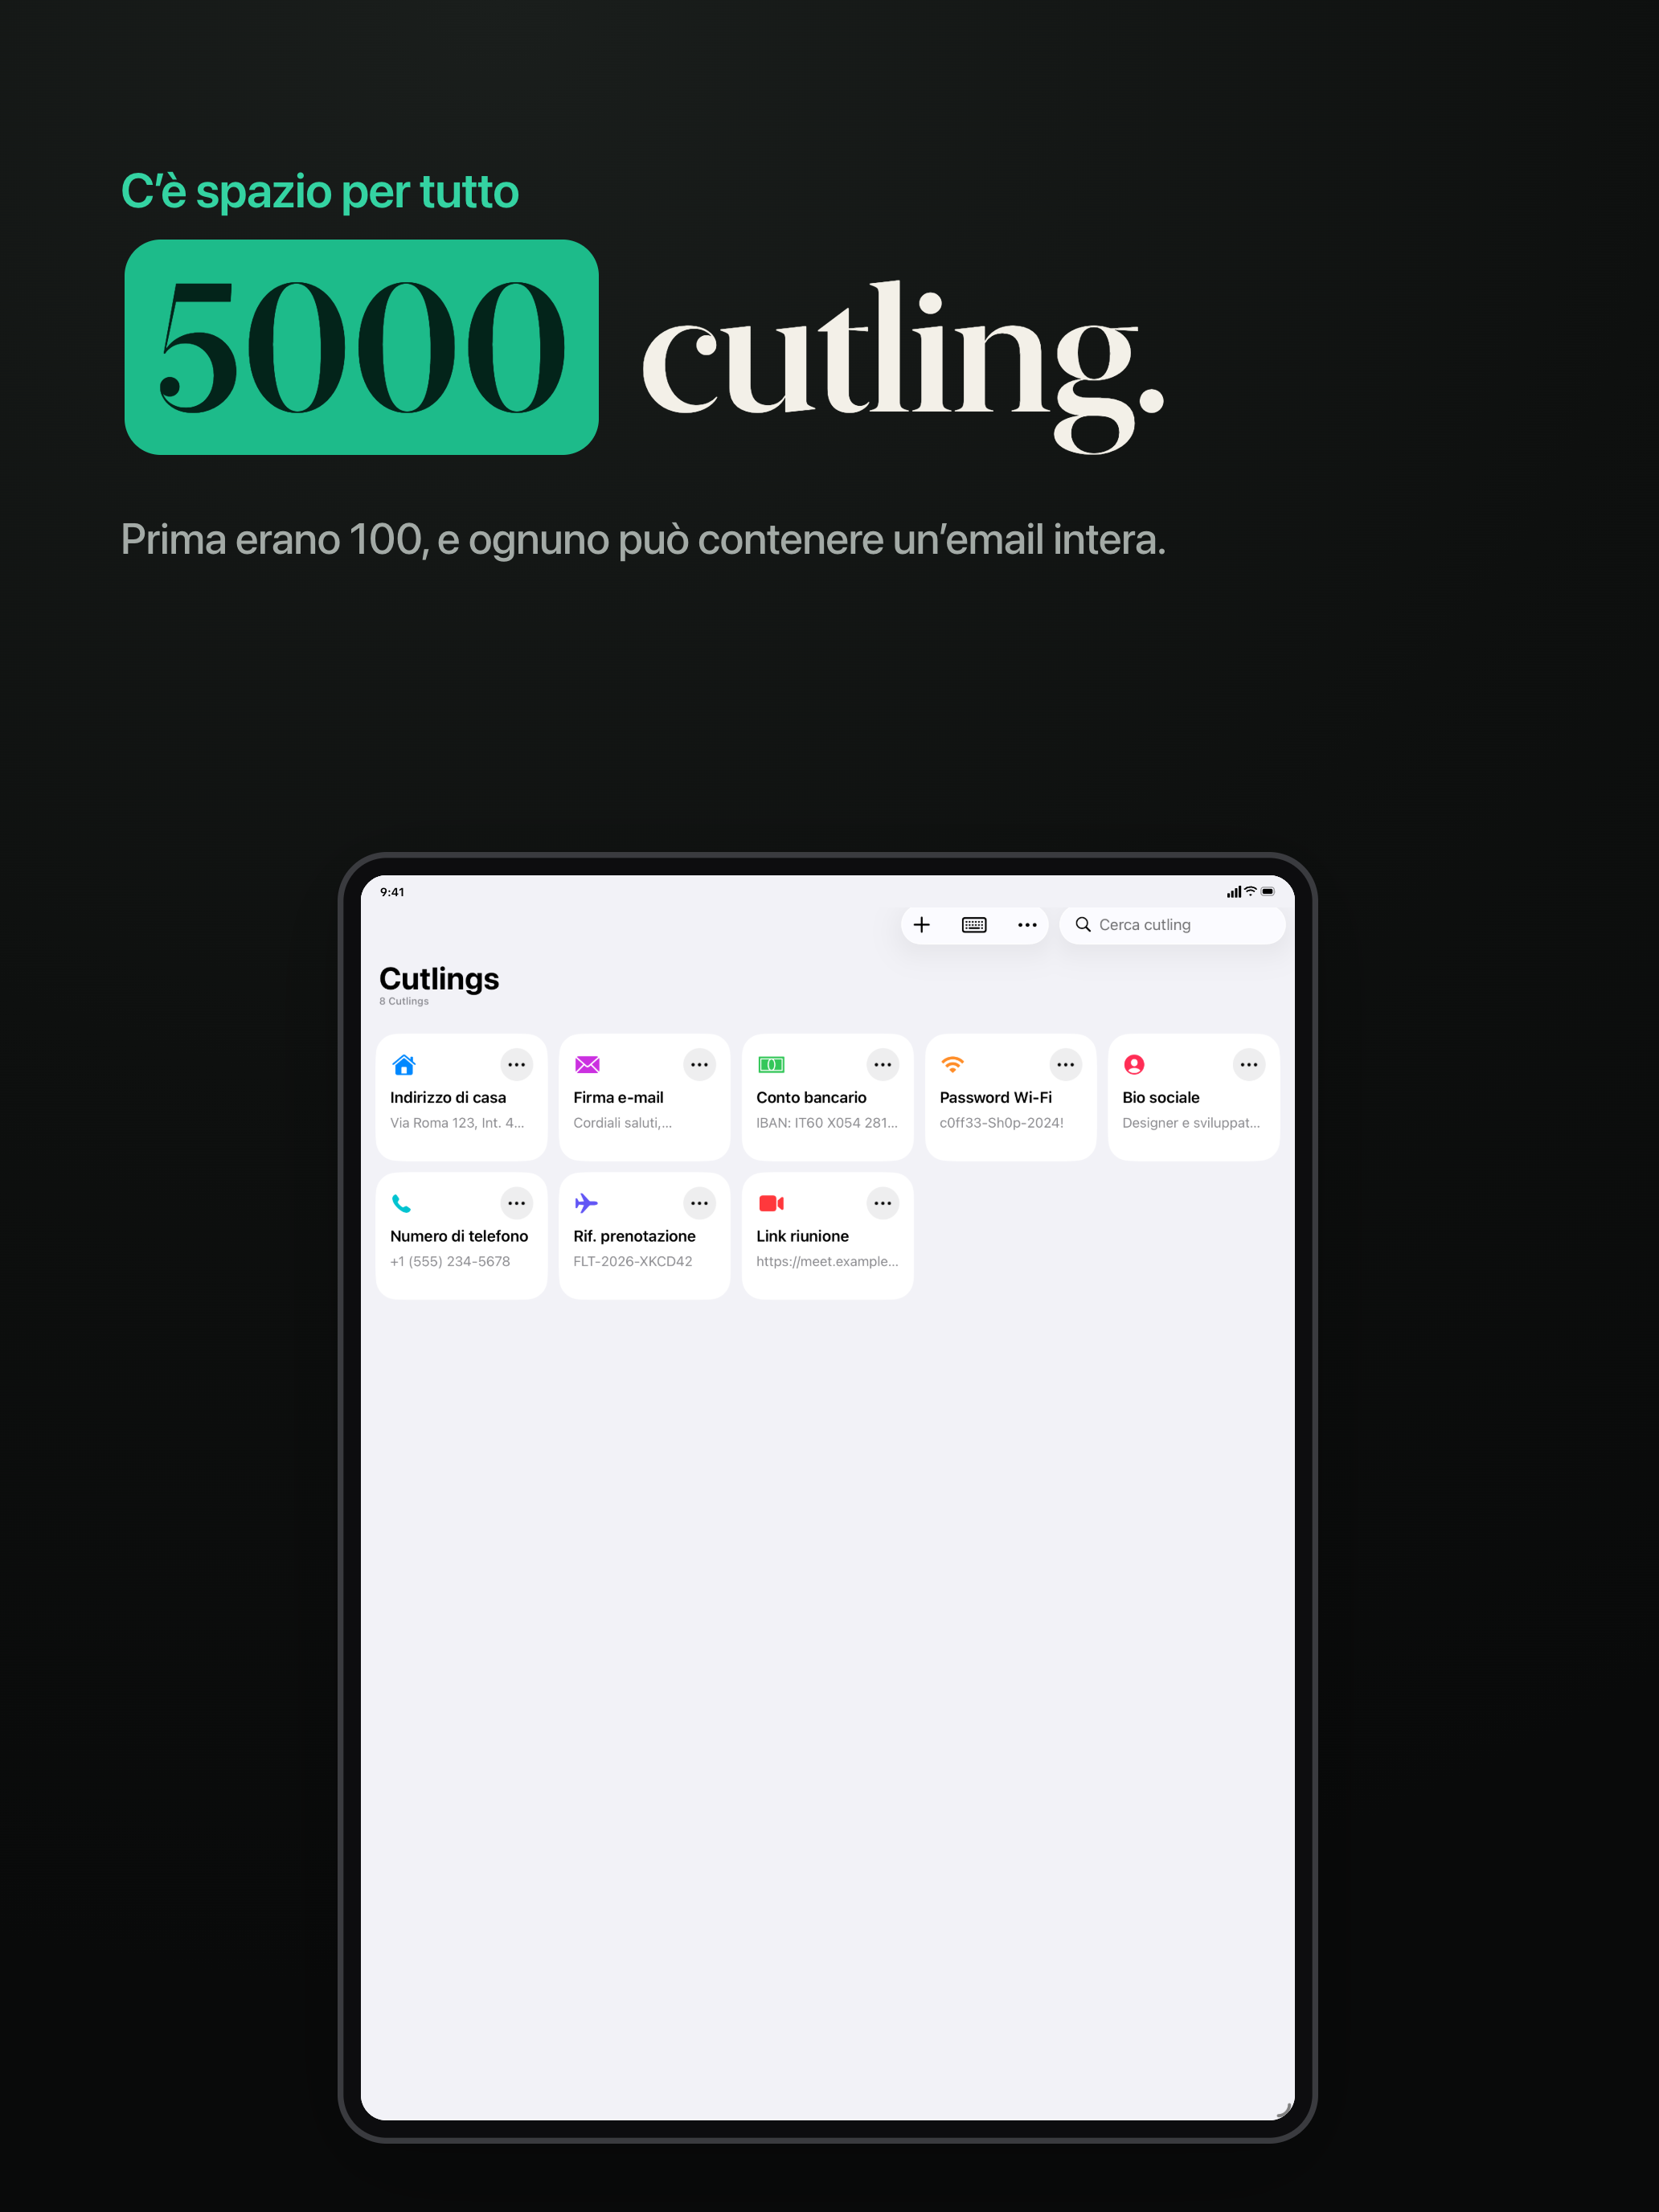 C’è spazio per tutto
5000 cutling.
Prima erano 100, e ognuno può contenere un’email intera.
9:41
Cerca cutling
Cutlings
8 Cutlings
Indirizzo di casa
Via Roma 123, Int. 4...
Firma e-mail
Cordiali saluti,...
Conto bancario
IBAN: IT60 X054 281...
Password Wi-Fi
c0ff33-Sh0p-2024!
Bio sociale
Designer e sviluppat...
Numero di telefono
+1 (555) 234-5678
Rif. prenotazione
FLT-2026-XKCD42
Link riunione
https://meet.example...